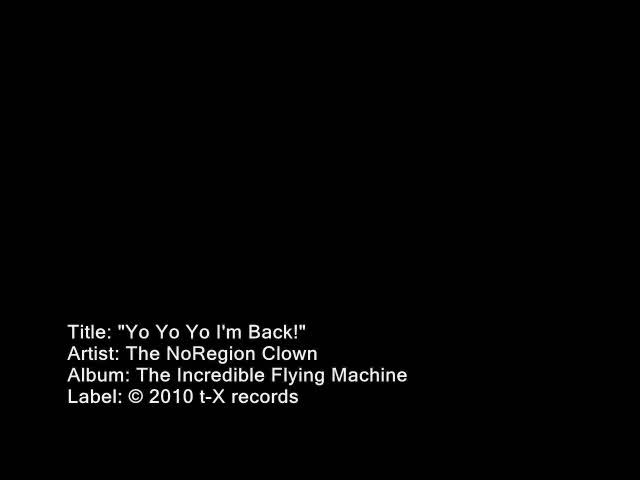 Title: "Yo Yo Yo I'm Back!"
Artist: The NoRegion Clown
Album: The Incredible Flying Machine
Label: © 2010 t-X records